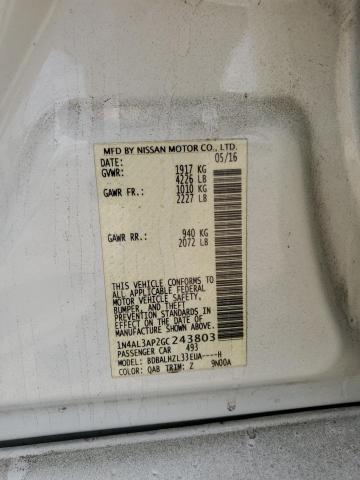 MFD BY NISSAN MOTOR CO., LTD.
DATE: 05/16
GVWR: 1917 KG
4226 LB
GAWR FR.: 1010 KG
2227 LB
GAWR RR.: 940 KG
2072 LB
THIS VEHICLE CONFORMS TO
ALL APPLICABLE FEDERAL
MOTOR VEHICLE SAFETY,
BUMPER, AND THEFT
PREVENTION STANDARDS IN
EFFECT ON THE DATE OF
MANUFACTURE SHOWN ABOVE.
1N4AL3AP2GC243803
PASSENGER CAR 493
MODEL: BDBALHZL33EUA----H
COLOR: QAB TRIM: Z 9N00A